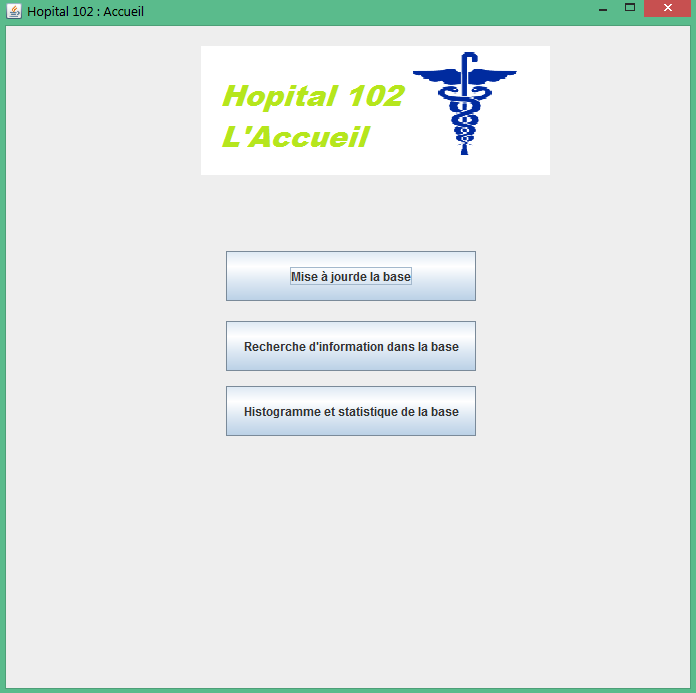 Hopital 102 : Accueil
Hopital 102
L'Accueil
Mise à jourde la base
Recherche d'information dans la base
Histogramme et statistique de la base